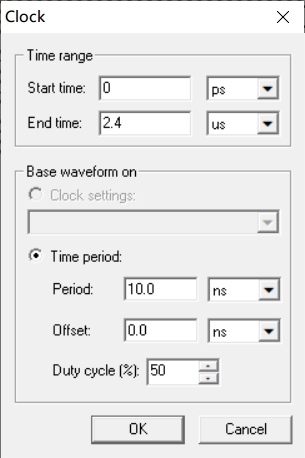 Clock
Time range
Start time: 0 ps
End time: 2.4 us
Base waveform on
Clock settings:
Time period:
Period: 10.0 ns
Offset: 0.0 ns
Duty cycle (%): 50
OK Cancel